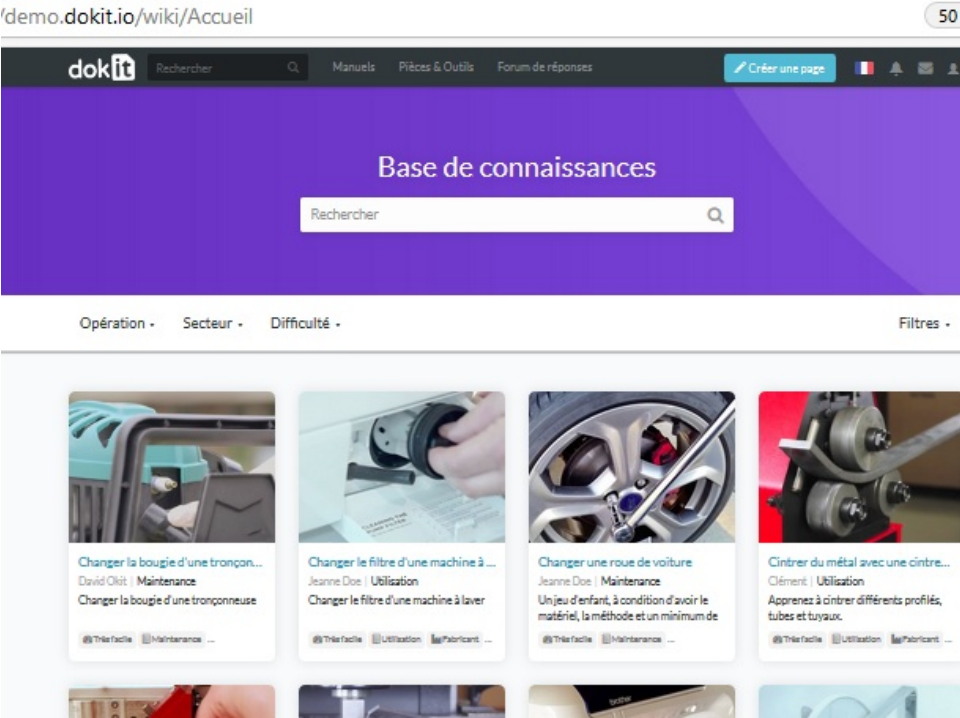 /demo.dokit.io/wiki/Accueil
50
dokit
Rechercher
Manuels
Pièces & Outils
Forum de réponses
Créer une page
Base de connaissances
Rechercher
Opération
Secteur
Difficulté
Filtres
CLEANING THE
PUMP FILTER
Changer la bougie d'une tronçon...
David Okit | Maintenance
Changer la bougie d'une tronçonneuse
Très facile Maintenance ...
Changer le filtre d'une machine à ...
Jeanne Doe | Utilisation
Changer le filtre d'une machine à laver
Très facile Utilisation Fabricant ...
Changer une roue de voiture
Jeanne Doe | Maintenance
Un jeu d'enfant, à condition d'avoir le
matériel, la méthode et un minimum de
Très facile Maintenance ...
Cintrer du métal avec une cintre...
Clément | Utilisation
Apprenez à cintrer différents profilés,
tubes et tuyaux.
Très facile Utilisation Fabricant ...
brother